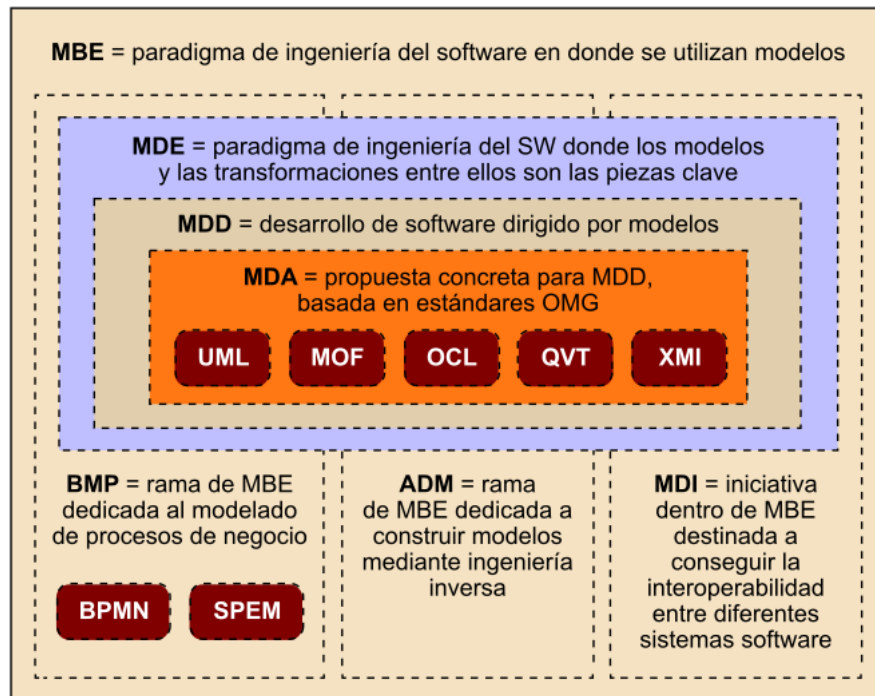 MBE = paradigma de ingeniería del software en donde se utilizan modelos
MDE = paradigma de ingeniería del SW donde los modelos
y las transformaciones entre ellos son las piezas clave
MDD = desarrollo de software dirigido por modelos
MDA = propuesta concreta para MDD,
basada en estándares OMG
UML MOF OCL QVT XMI
BMP = rama de MBE
dedicada al modelado
de procesos de negocio
BPMN SPEM
ADM = rama
de MBE dedicada a
construir modelos
mediante ingeniería
inversa
MDI = iniciativa
dentro de MBE
destinada a
conseguir la
interoperabilidad
entre diferentes
sistemas software